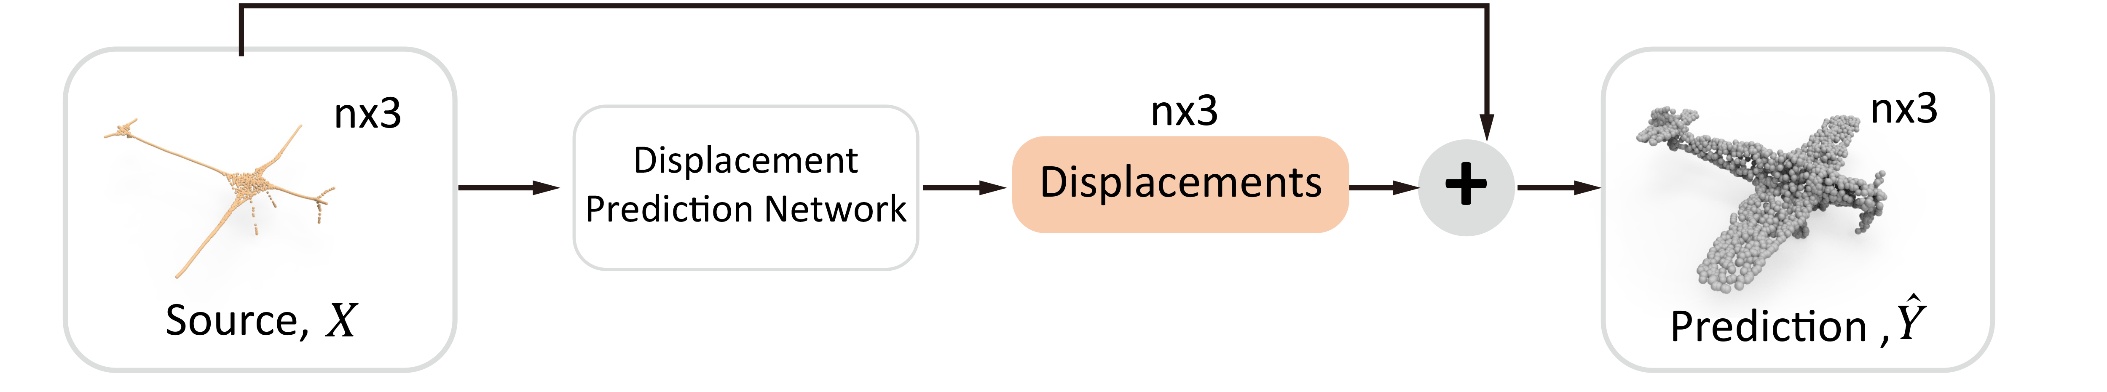 nx3
Source, X
Displacement
Prediction Network
nx3
Displacements
+
nx3
Prediction , Ŷ